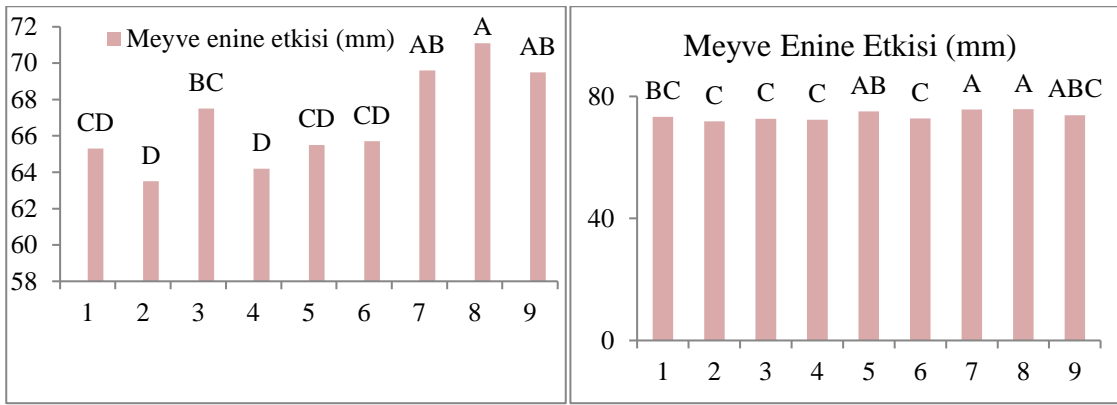 Meyve enine etkisi (mm)
72
70
68
66
64
62
60
58
CD
D
BC
D
CD
CD
AB
A
AB
1 2 3 4 5 6 7 8 9
Meyve Enine Etkisi (mm)
80
40
0
BC
C
C
C
AB
C
A
A
ABC
1 2 3 4 5 6 7 8 9